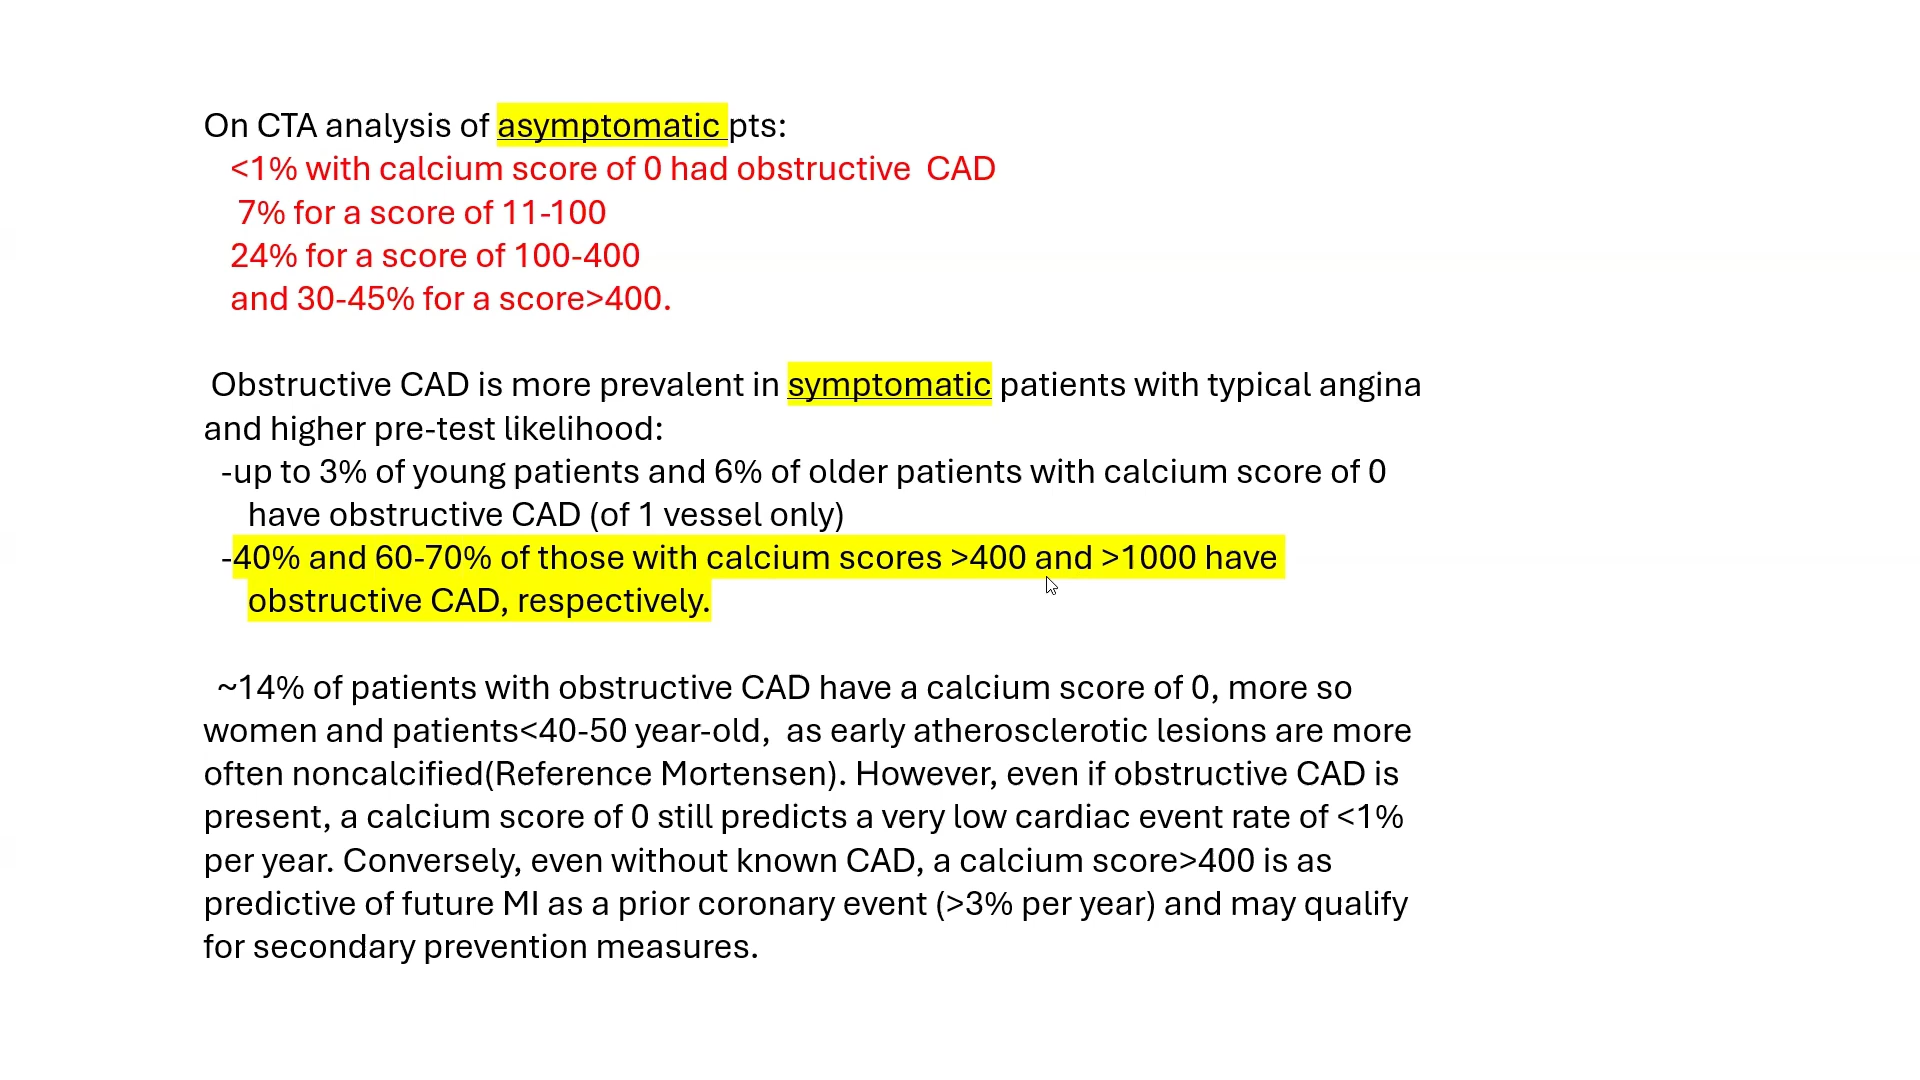 On CTA analysis of asymptomatic pts:
<1% with calcium score of 0 had obstructive  CAD
7% for a score of 11-100
24% for a score of 100-400
and 30-45% for a score>400.
Obstructive CAD is more prevalent in symptomatic patients with typical angina
and higher pre-test likelihood:
-up to 3% of young patients and 6% of older patients with calcium score of 0
have obstructive CAD (of 1 vessel only)
-40% and 60-70% of those with calcium scores >400 and >1000 have
obstructive CAD, respectively.
~14% of patients with obstructive CAD have a calcium score of 0, more so
women and patients<40-50 year-old,  as early atherosclerotic lesions are more
often noncalcified(Reference Mortensen). However, even if obstructive CAD is
present, a calcium score of 0 still predicts a very low cardiac event rate of <1%
per year. Conversely, even without known CAD, a calcium score>400 is as
predictive of future MI as a prior coronary event (>3% per year) and may qualify
for secondary prevention measures.